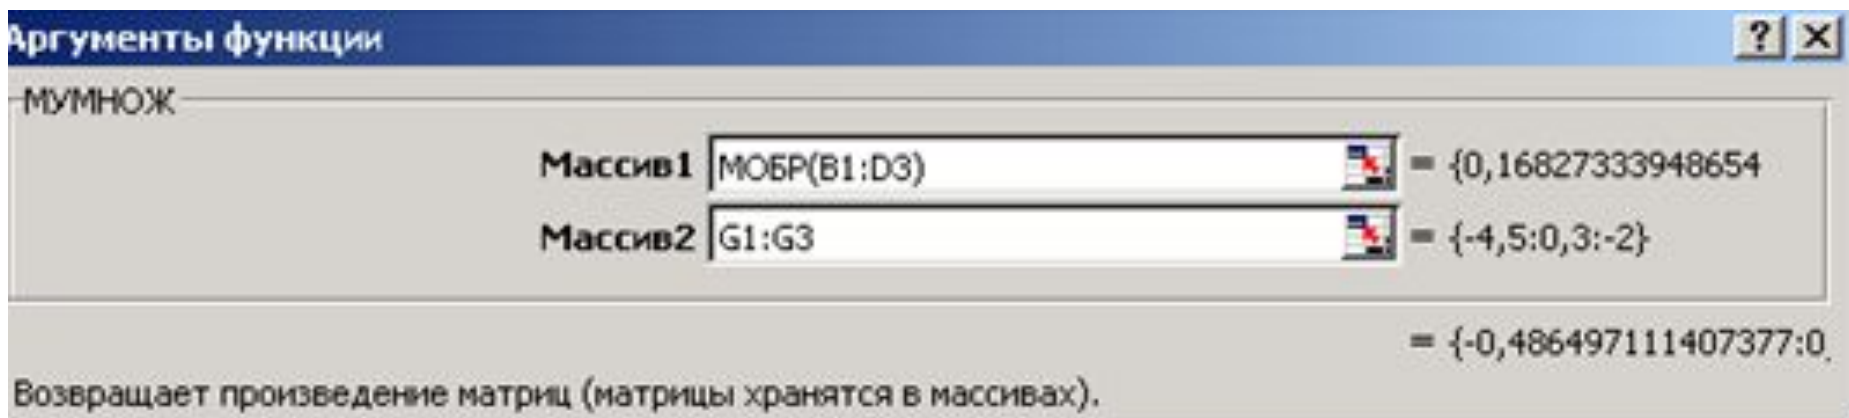 Аргументы функции
МУМНОЖ
Массив1 МОБР(B1:D3) = {0,16827333948654
Массив2 G1:G3 = {-4,5:0,3:-2}
= {-0,486497111407377:0
Возвращает произведение матриц (матрицы хранятся в массивах).